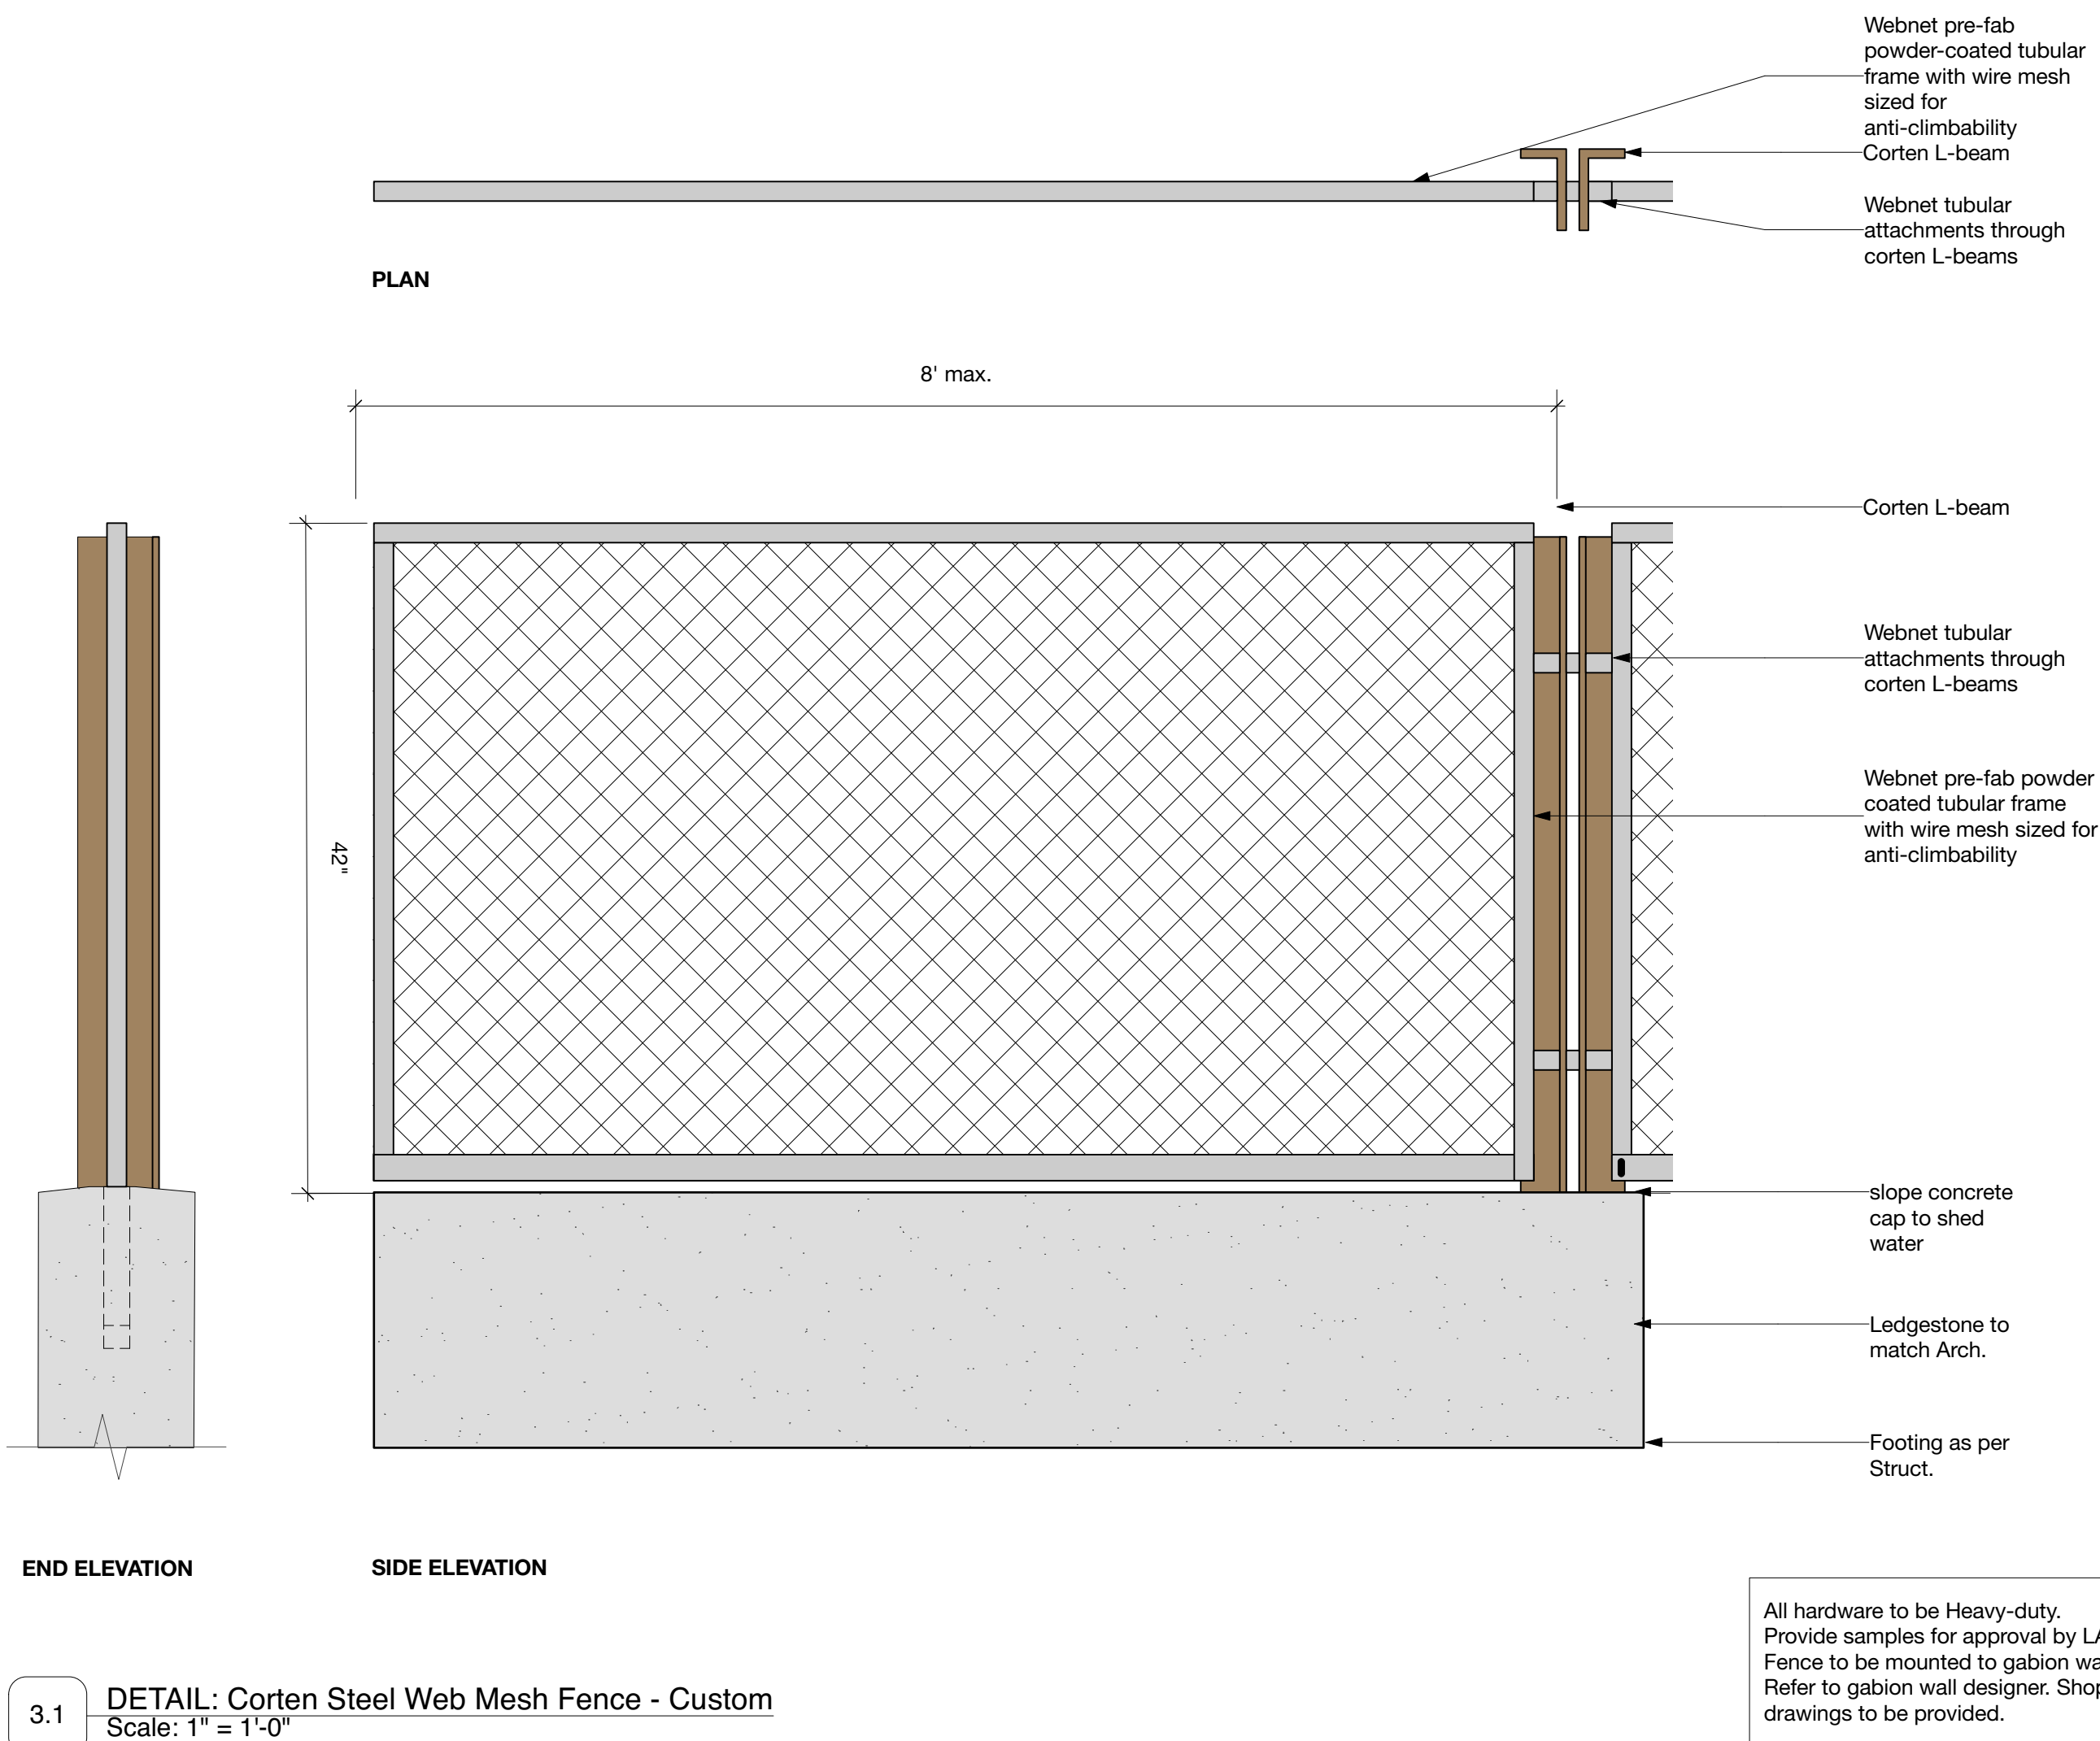 Webnet pre-fab
powder-coated tubular
frame with wire mesh
sized for
anti-climbability
Corten L-beam
Webnet tubular
attachments through
corten L-beams
PLAN
8' max.
Corten L-beam
Webnet tubular
attachments through
corten L-beams
Webnet pre-fab powder
coated tubular frame
with wire mesh sized for
anti-climbability
42"
slope concrete
cap to shed
water
Ledgestone to
match Arch.
Footing as per
Struct.
END ELEVATION
SIDE ELEVATION
All hardware to be Heavy-duty.
Provide samples for approval by
Fence to be mounted to gabion
Refer to gabion wall designer.
drawings to be provided.
3.1
DETAIL: Corten Steel Web Mesh Fence - Custom
Scale: 1" = 1'-0"